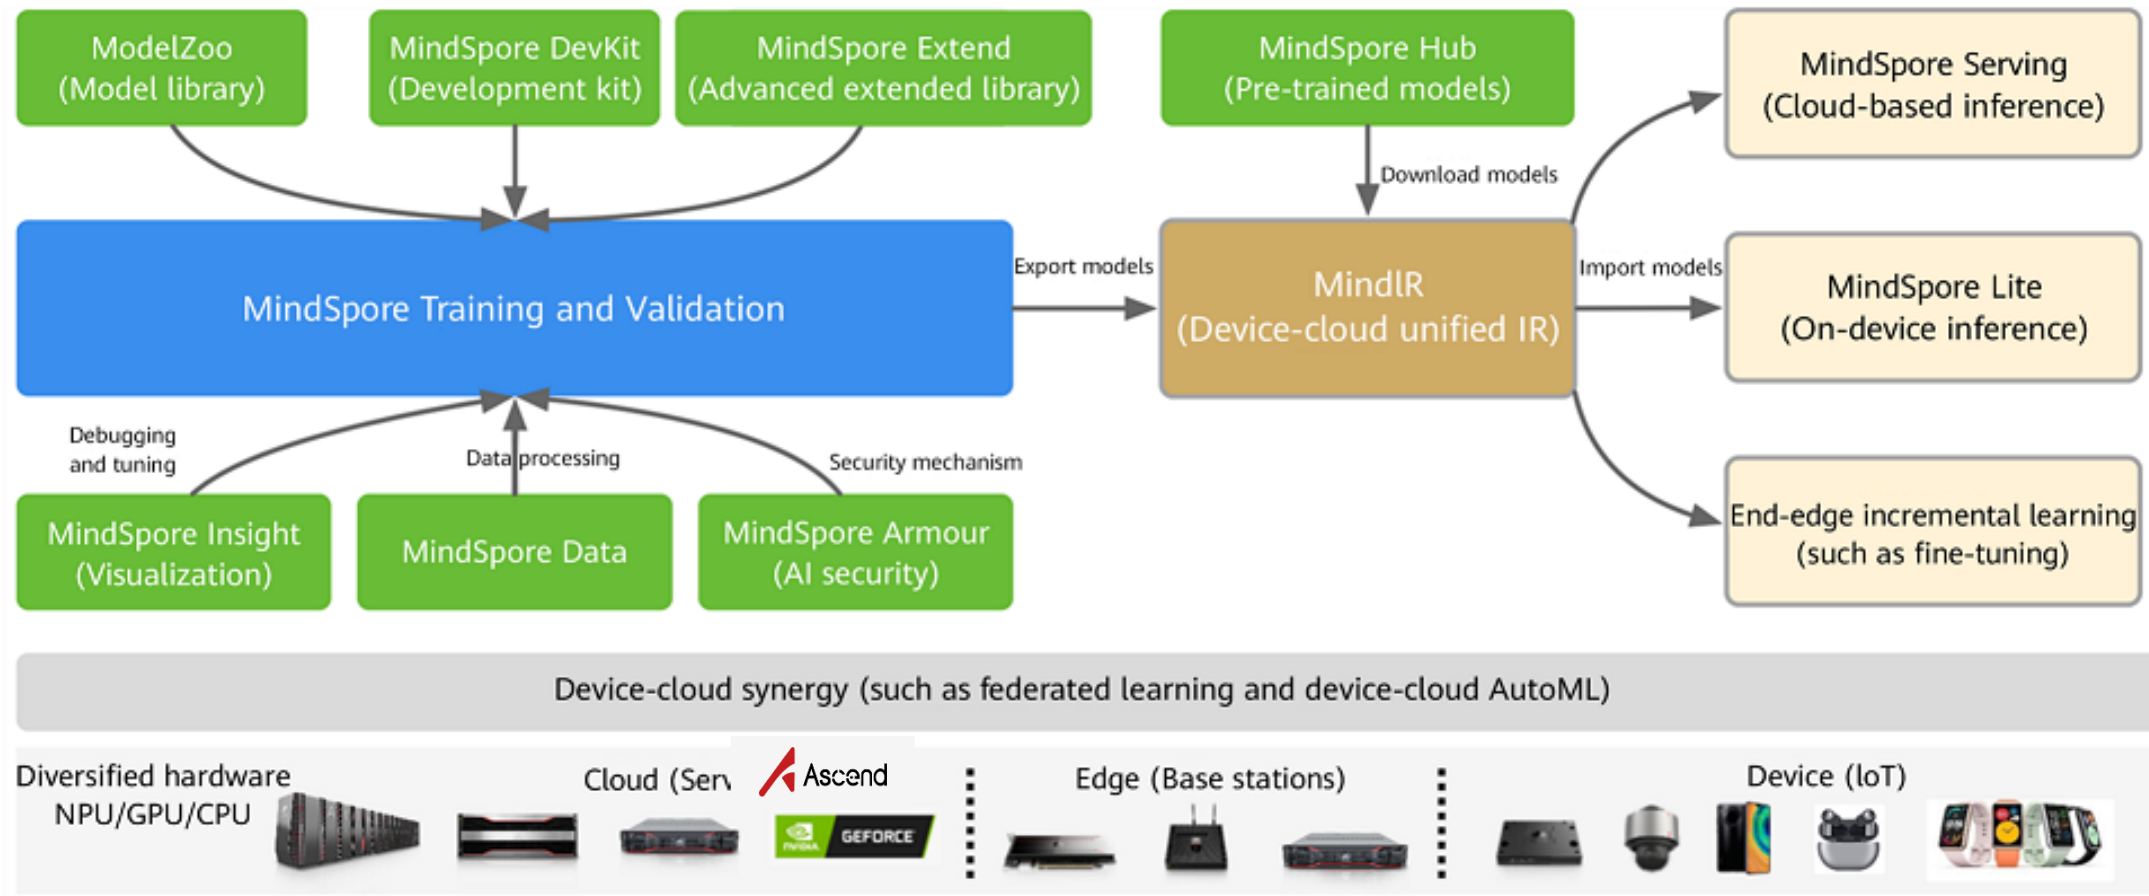 ModelZoo
(Model library)
MindSpore DevKit
(Development kit)
MindSpore Extend
(Advanced extended library)
MindSpore Hub
(Pre-trained models)
MindSpore Serving
(Cloud-based inference)
Download models
MindSpore Training and Validation
Export models
MindlR
(Device-cloud unified IR)
Import models
MindSpore Lite
(On-device inference)
Debugging
and tuning
Data processing
Security mechanism
MindSpore Insight
(Visualization)
MindSpore Data
MindSpore Armour
(AI security)
End-edge incremental learning
(such as fine-tuning)
Device-cloud synergy (such as federated learning and device-cloud AutoML)
Diversified hardware
NPU/GPU/CPU
Cloud (Serv
Ascend
NVIDIA
GEFORCE
Edge (Base stations)
Device (loT)